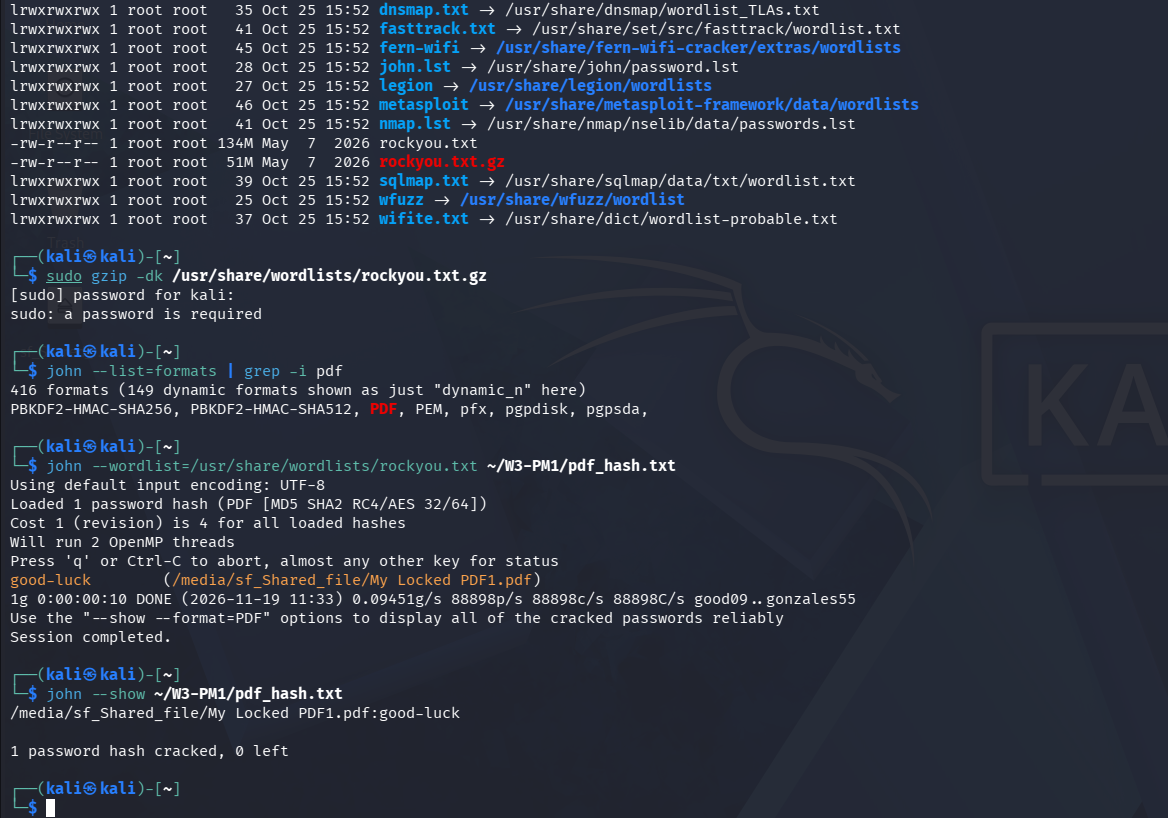 lrwxrwxrwx 1 root root   35 Oct 25 15:52 dnsmap.txt → /usr/share/dnsmap/wordlist_TLAs.txt
lrwxrwxrwx 1 root root   41 Oct 25 15:52 fasttrack.txt → /usr/share/set/src/fasttrack/wordlist.txt
lrwxrwxrwx 1 root root   45 Oct 25 15:52 fern-wifi → /usr/share/fern-wifi-cracker/extras/wordlists
lrwxrwxrwx 1 root root   28 Oct 25 15:52 john.lst → /usr/share/john/password.lst
lrwxrwxrwx 1 root root   27 Oct 25 15:52 legion → /usr/share/legion/wordlists
lrwxrwxrwx 1 root root   46 Oct 25 15:52 metasploit → /usr/share/metasploit-framework/data/wordlists
lrwxrwxrwx 1 root root   41 Oct 25 15:52 nmap.lst → /usr/share/nmap/nselib/data/passwords.lst
-rw-r--r-- 1 root root 134M May  7  2026 rockyou.txt
-rw-r--r-- 1 root root  51M May  7  2026 rockyou.txt.gz
lrwxrwxrwx 1 root root   39 Oct 25 15:52 sqlmap.txt → /usr/share/sqlmap/data/txt/wordlist.txt
lrwxrwxrwx 1 root root   25 Oct 25 15:52 wfuzz → /usr/share/wfuzz/wordlist
lrwxrwxrwx 1 root root   37 Oct 25 15:52 wifite.txt → /usr/share/dict/wordlist-probable.txt
Trash
┌──(kali㉿kali)-[~]
└─$ sudo gzip -dk /usr/share/wordlists/rockyou.txt.gz
[sudo] password for kali:
sudo: a password is required
┌──(kali㉿kali)-[~]
└─$ john --list=formats | grep -i pdf
416 formats (149 dynamic formats shown as just "dynamic_n" here)
PBKDF2-HMAC-SHA256, PBKDF2-HMAC-SHA512, PDF, PEM, pfx, pgpdisk, pgpsda,
KA
┌──(kali㉿kali)-[~]
└─$ john --wordlist=/usr/share/wordlists/rockyou.txt ~/W3-PM1/pdf_hash.txt
Using default input encoding: UTF-8
Loaded 1 password hash (PDF [MD5 SHA2 RC4/AES 32/64])
Cost 1 (revision) is 4 for all loaded hashes
Will run 2 OpenMP threads
Press 'q' or Ctrl-C to abort, almost any other key for status
good-luck        (/media/sf_Shared_file/My Locked PDF1.pdf)
1g 0:00:00:10 DONE (2026-11-19 11:33) 0.09451g/s 88898p/s 88898c/s 88898C/s good09..gonzales55
Use the "--show --format=PDF" options to display all of the cracked passwords reliably
Session completed.
┌──(kali㉿kali)-[~]
└─$ john --show ~/W3-PM1/pdf_hash.txt
/media/sf_Shared_file/My Locked PDF1.pdf:good-luck
1 password hash cracked, 0 left
┌──(kali㉿kali)-[~]
└─$